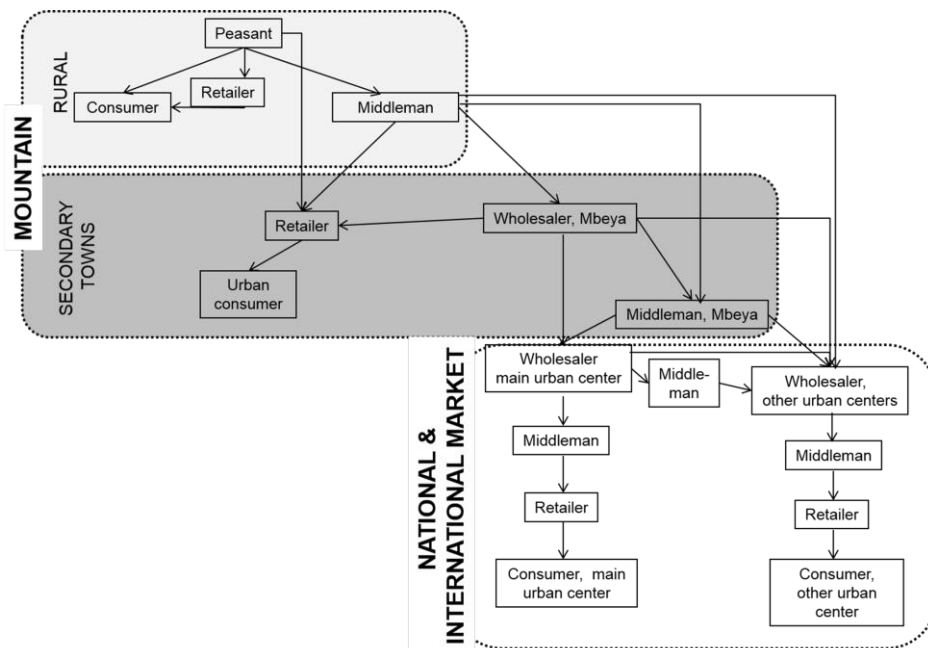 MOUNTAIN
RURAL
Peasant
Retailer
Consumer
Middleman
SECONDARY
TOWNS
Retailer
Wholesaler, Mbeya
Urban
consumer
Middleman, Mbeya
NATIONAL &
INTERNATIONAL MARKET
Wholesaler
main urban center
Middle-
man
Wholesaler,
other urban centers
Middleman
Middleman
Retailer
Retailer
Consumer, main
urban center
Consumer,
other urban
center